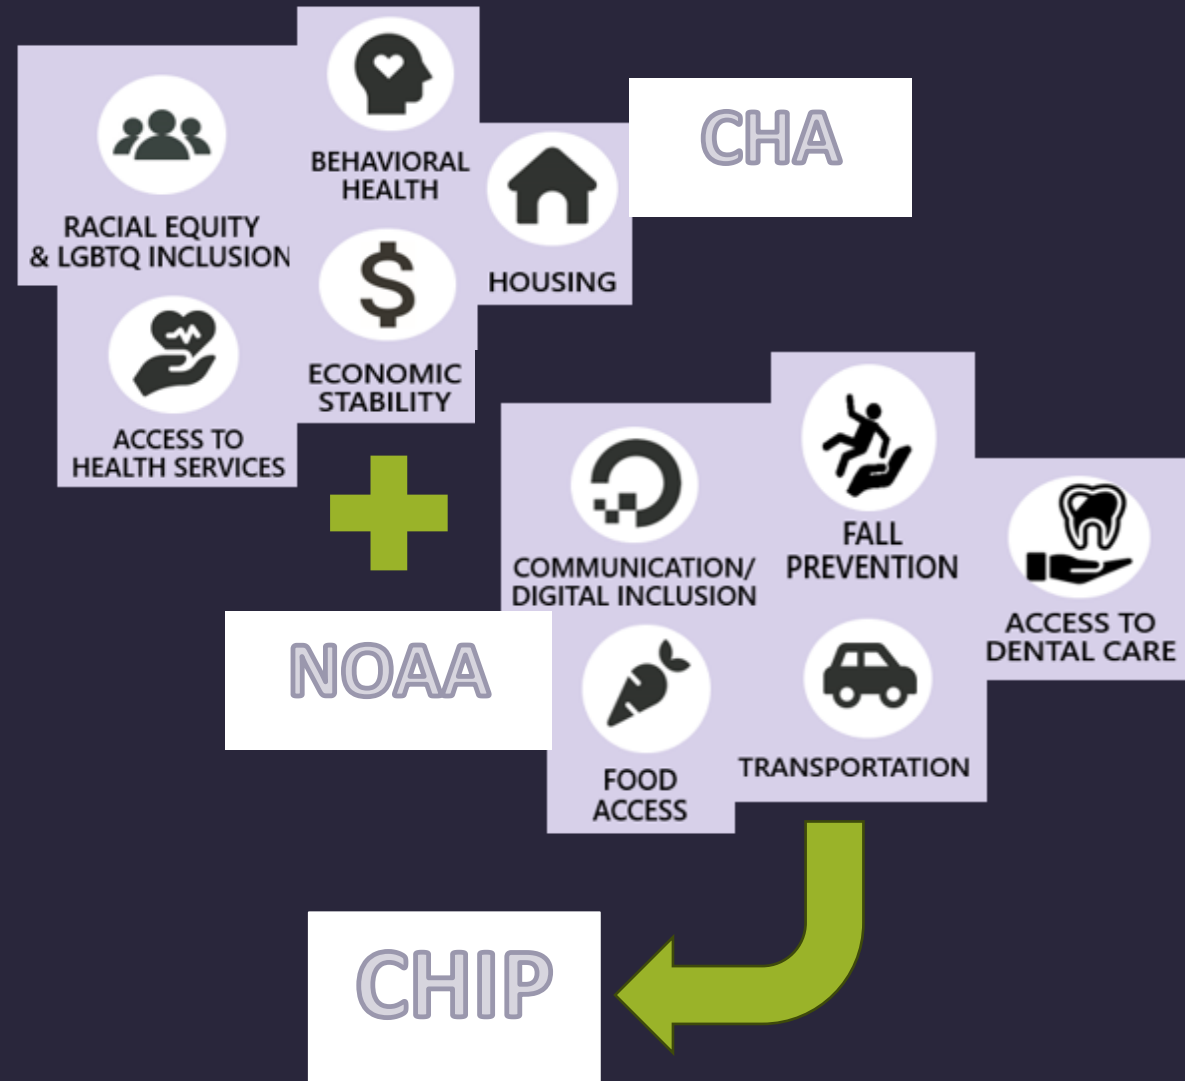 RACIAL EQUITY
& LGBTQ INCLUSION
BEHAVIORAL
HEALTH
HOUSING
CHA
ACCESS TO
HEALTH SERVICES
$
ECONOMIC
STABILITY
COMMUNICATION/
DIGITAL INCLUSION
FALL
PREVENTION
ACCESS TO
DENTAL CARE
NOAA
FOOD
ACCESS
TRANSPORTATION
CHIP